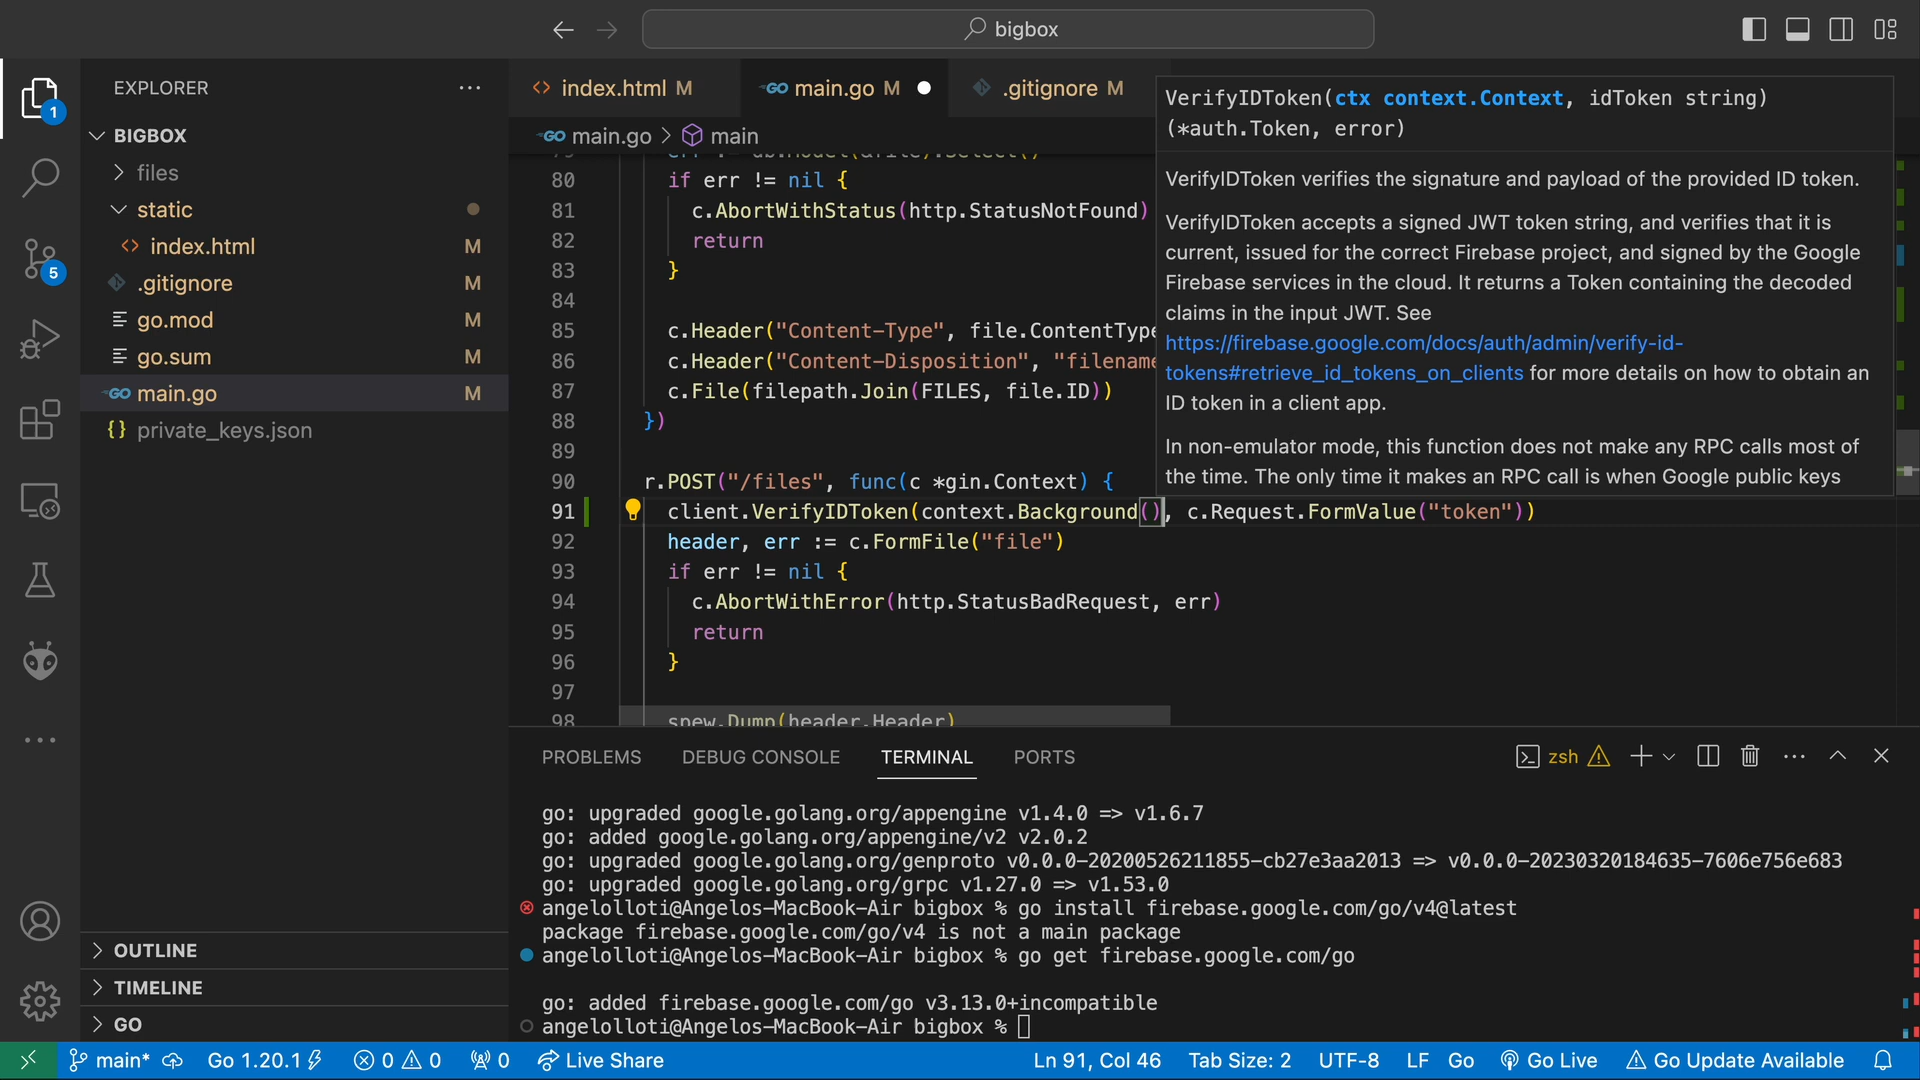 bigbox
EXPLORER
1
BIGBOX
files
static
index.html M
.gitignore M
go.mod M
go.sum M
main.go M
{} private_keys.json
5
OUTLINE
TIMELINE
GO
<> index.html M
GO main.go M
.gitignore M
GO main.go > main
80 if err != nil {
81 c.AbortWithStatus(http.StatusNotFound)
82 return
83 }
84
85 c.Header("Content-Type", file.ContentType
86 c.Header("Content-Disposition", "filename
87 c.File(filepath.Join(FILES, file.ID))
88 })
89
90 r.POST("/files", func(c *gin.Context) {
91 client.VerifyIDToken(context.Background(), c.Request.FormValue("token"))
92 header, err := c.FormFile("file")
93 if err != nil {
94 c.AbortWithError(http.StatusBadRequest, err)
95 return
96 }
97
98 spew.Dump(header.Header)
VerifyIDToken(ctx context.Context, idToken string)
(*auth.Token, error)
VerifyIDToken verifies the signature and payload of the provided ID token.
VerifyIDToken accepts a signed JWT token string, and verifies that it is
current, issued for the correct Firebase project, and signed by the Google
Firebase services in the cloud. It returns a Token containing the decoded
claims in the input JWT. See
https://firebase.google.com/docs/auth/admin/verify-id-
tokens#retrieve_id_tokens_on_clients for more details on how to obtain an
ID token in a client app.
In non-emulator mode, this function does not make any RPC calls most of
the time. The only time it makes an RPC call is when Google public keys
PROBLEMS DEBUG CONSOLE TERMINAL PORTS
zsh
go: upgraded google.golang.org/appengine v1.4.0 => v1.6.7
go: added google.golang.org/appengine/v2 v2.0.2
go: upgraded google.golang.org/genproto v0.0.0-20200526211855-cb27e3aa2013 => v0.0.0-20230320184635-7606e756e683
go: upgraded google.golang.org/grpc v1.27.0 => v1.53.0
angelolloti@Angelos-MacBook-Air bigbox % go install firebase.google.com/go/v4@latest
package firebase.google.com/go/v4 is not a main package
angelolloti@Angelos-MacBook-Air bigbox % go get firebase.google.com/go
go: added firebase.google.com/go v3.13.0+incompatible
angelolloti@Angelos-MacBook-Air bigbox %
main* Go 1.20.1 0 0 0 Live Share Ln 91, Col 46 Tab Size: 2 UTF-8 LF Go Go Live Go Update Available